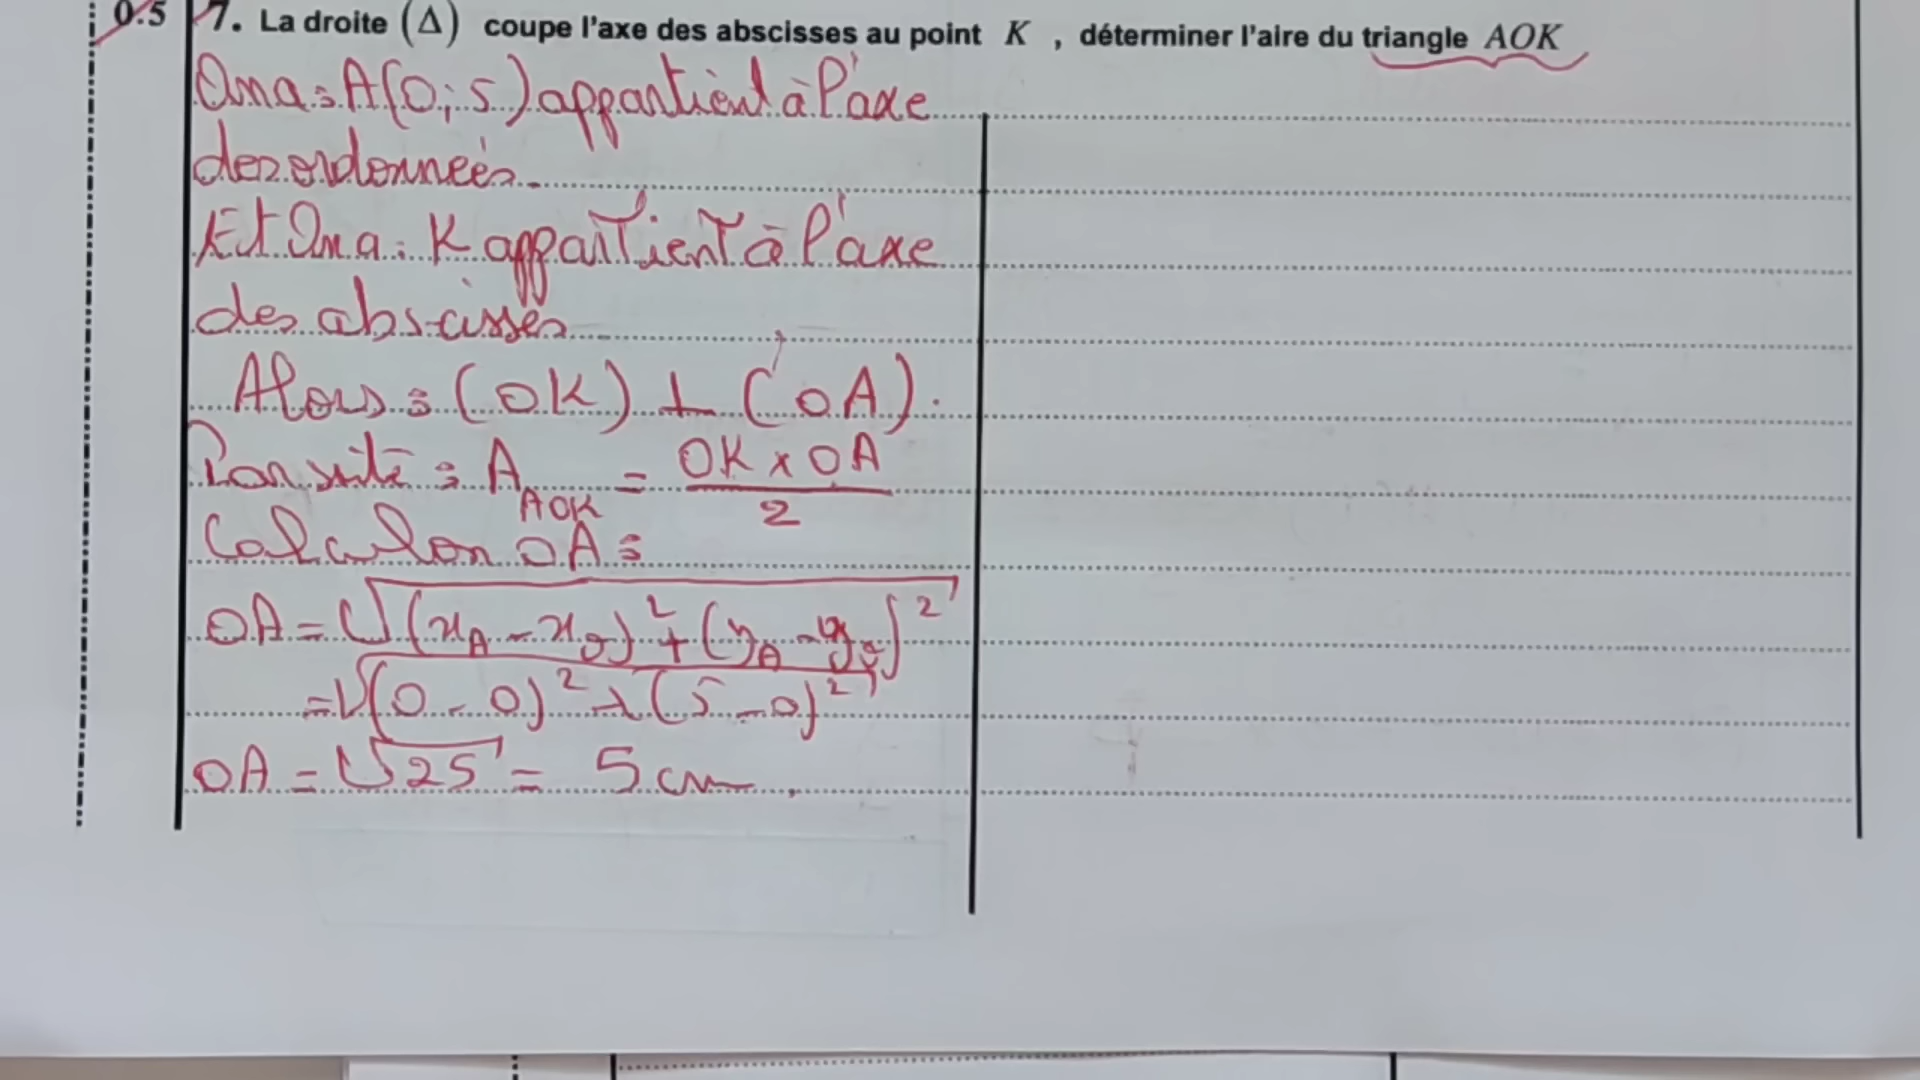 0.5 7. La droite (Δ) coupe l'axe des abscisses au point K , déterminer l'aire du triangle AOK
On a : A(0; 5) appartient à l'axe
des ordonnées.
Et On a : K appartient à l'axe
des abscisses
Alors : (OK) ⊥ (OA).
Par suite : A_AOK = (OK × OA)/2
Calculon OA :
OA = √((x_A - x_O)² + (y_A - y_O)²)
= √((0 - 0)² + (5 - 0)²)
OA = √25 = 5 cm.